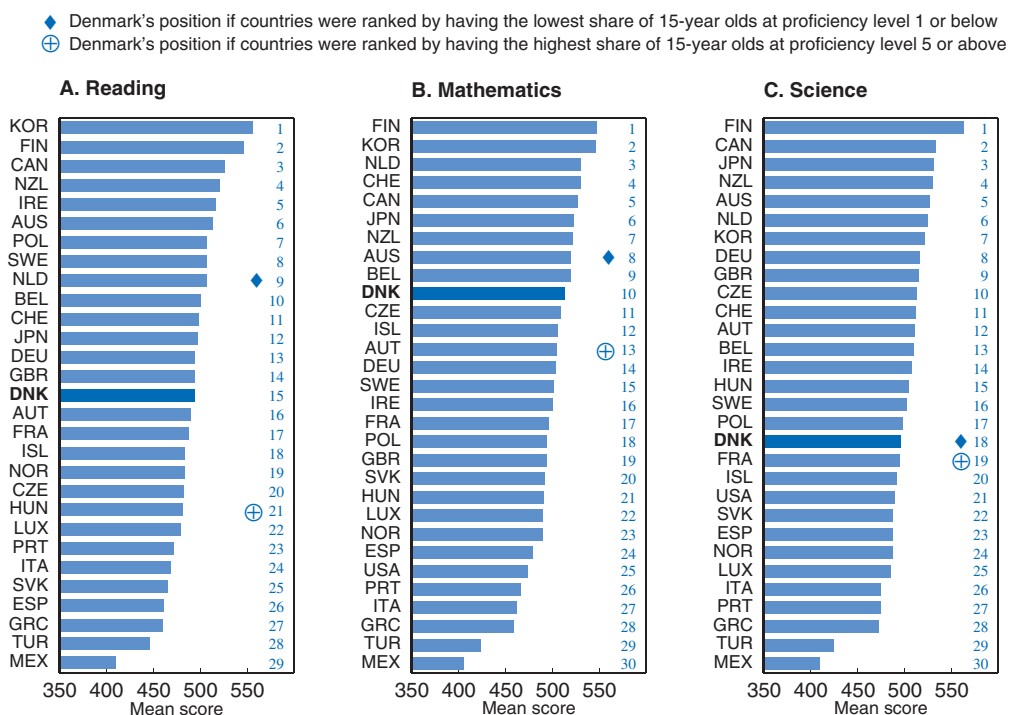 Denmark's position if countries were ranked by having the lowest share of 15-year olds at proficiency level 1 or below
Denmark's position if countries were ranked by having the highest share of 15-year olds at proficiency level 5 or above
A. Reading
KOR 1
FIN 2
CAN 3
NZL 4
IRE 5
AUS 6
POL 7
SWE 8
NLD 9
BEL 10
CHE 11
JPN 12
DEU 13
GBR 14
DNK 15
AUT 16
FRA 17
ISL 18
NOR 19
CZE 20
HUN 21
LUX 22
PRT 23
ITA 24
SVK 25
ESP 26
GRC 27
TUR 28
MEX 29
350 400 450 500 550
Mean score
B. Mathematics
FIN 1
KOR 2
NLD 3
CHE 4
CAN 5
JPN 6
NZL 7
AUS 8
BEL 9
DNK 10
CZE 11
ISL 12
AUT 13
DEU 14
SWE 15
IRE 16
FRA 17
POL 18
GBR 19
SVK 20
HUN 21
LUX 22
NOR 23
ESP 24
USA 25
PRT 26
ITA 27
GRC 28
TUR 29
MEX 30
350 400 450 500 550
Mean score
C. Science
FIN 1
CAN 2
JPN 3
NZL 4
AUS 5
NLD 6
KOR 7
DEU 8
GBR 9
CZE 10
CHE 11
AUT 12
BEL 13
IRE 14
HUN 15
SWE 16
POL 17
DNK 18
FRA 19
ISL 20
USA 21
SVK 22
ESP 23
NOR 24
LUX 25
ITA 26
PRT 27
GRC 28
TUR 29
MEX 30
350 400 450 500 550
Mean score